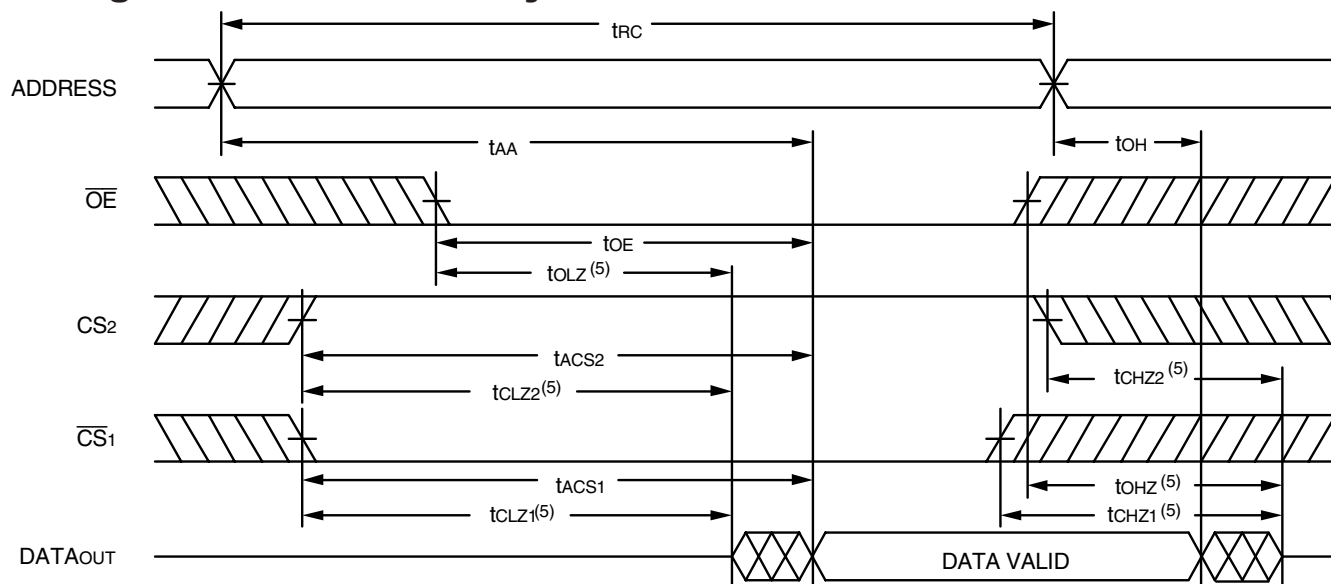 tRC
ADDRESS
tAA
tOH
OE
tOE
tOLZ (5)
CS2
tACS2
tCLZ2(5)
tCHZ2(5)
CS1
tACS1
tOHZ (5)
tCLZ1(5)
tCHZ1(5)
DATAOUT
DATA VALID